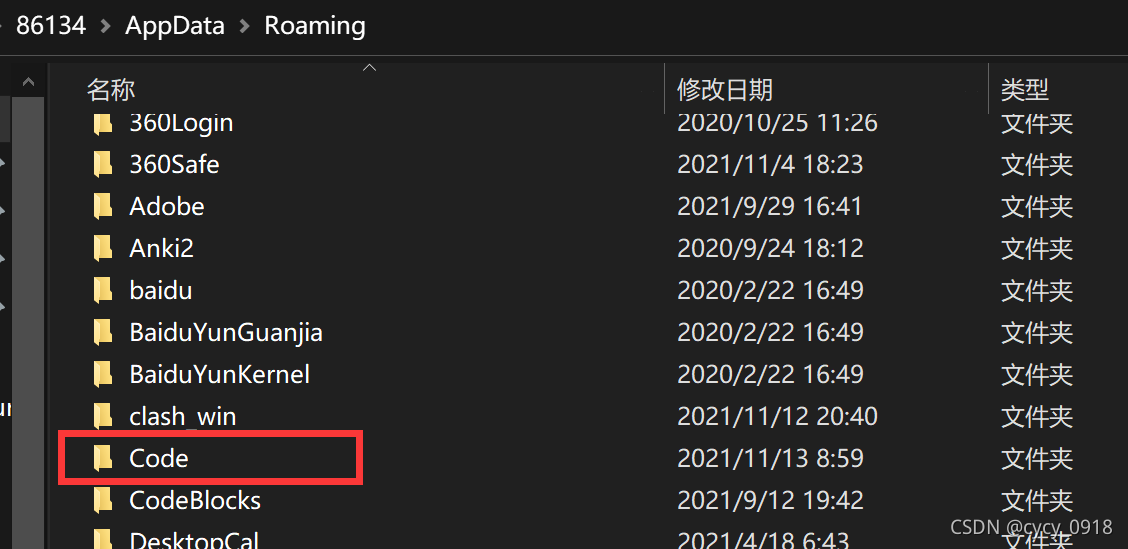 86134 > AppData > Roaming
名称 修改日期 类型
360Login 2020/10/25 11:26 文件夹
360Safe 2021/11/4 18:23 文件夹
Adobe 2021/9/29 16:41 文件夹
Anki2 2020/9/24 18:12 文件夹
baidu 2020/2/22 16:49 文件夹
BaiduYunGuanjia 2020/2/22 16:49 文件夹
BaiduYunKernel 2020/2/22 16:49 文件夹
clash_win 2021/11/12 20:40 文件夹
Code 2021/11/13 8:59 文件夹
CodeBlocks 2021/9/12 19:42 文件夹
DesktopCal 2021/4/18 6:43 文件夹
CSDN @cycy_0918